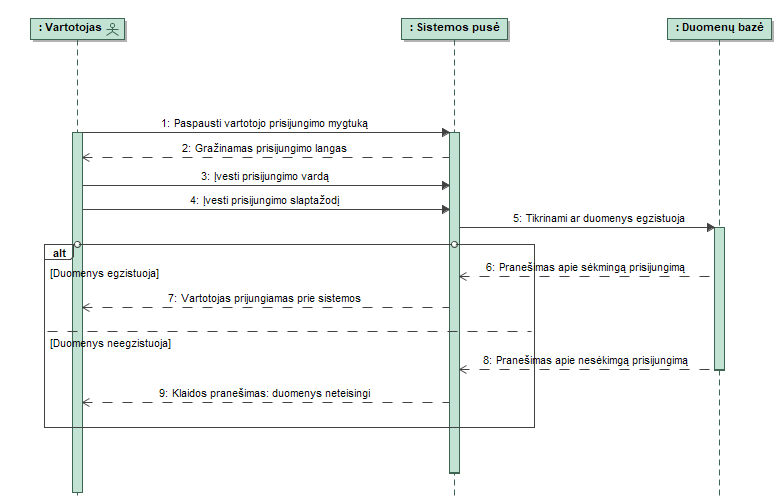 : Vartotojas
: Sistemos pusė
: Duomenų bazė
1: Paspausti vartotojo prisijungimo mygtuką
2: Gražinamas prisijungimo langas
3: Įvesti prisijungimo vardą
4: Įvesti prisijungimo slaptažodį
5: Tikrinami ar duomenys egzistuoja
alt
[Duomenys egzistuoja]
6: Pranešimas apie sėkmingą prisijungimą
7: Vartotojas prijungiamas prie sistemos
[Duomenys neegzistuoja]
8: Pranešimas apie nesėkimgą prisijungimą
9: Klaidos pranešimas: duomenys neteisingi